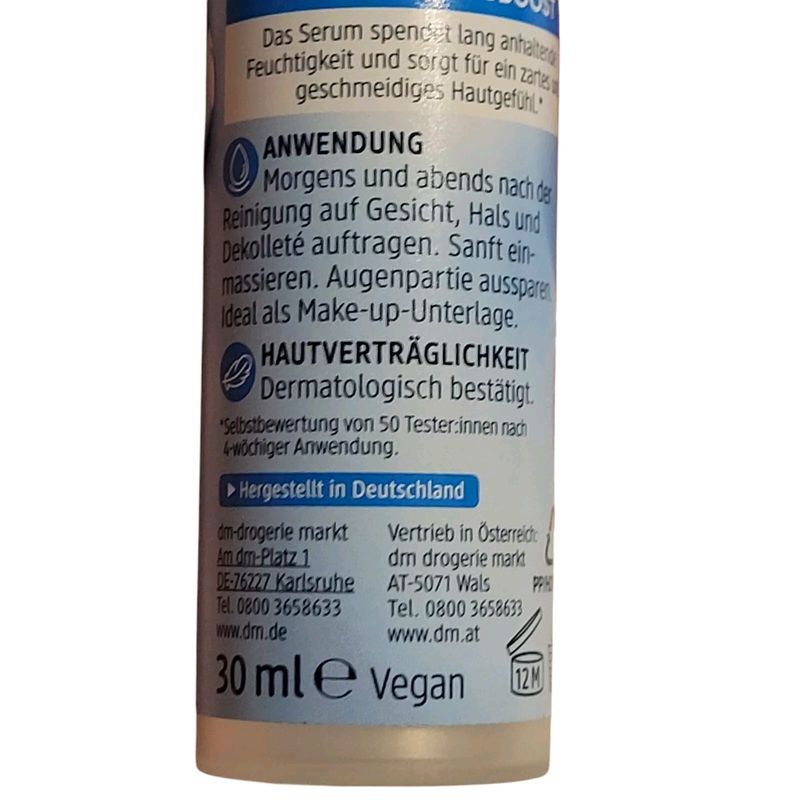 BOOST
Das Serum spendet lang anhaltende
Feuchtigkeit und sorgt für ein zartes
geschmeidiges Hautgefühl.*
ANWENDUNG
Morgens und abends nach der
Reinigung auf Gesicht, Hals und
Dekolleté auftragen. Sanft ein-
massieren. Augenpartie aussparen.
Ideal als Make-up-Unterlage.
HAUTVERTRÄGLICHKEIT
Dermatologisch bestätigt.
*Selbstbewertung von 50 Tester:innen nach
4-wöchiger Anwendung.
Hergestellt in Deutschland
dm-drogerie markt
Am dm-Platz 1
DE-76227 Karlsruhe
Tel. 0800 3658633
www.dm.de
Vertrieb in Österreich:
dm drogerie markt
AT-5071 Wals
Tel. 0800 3658633
www.dm.at
30 ml e Vegan
12 M